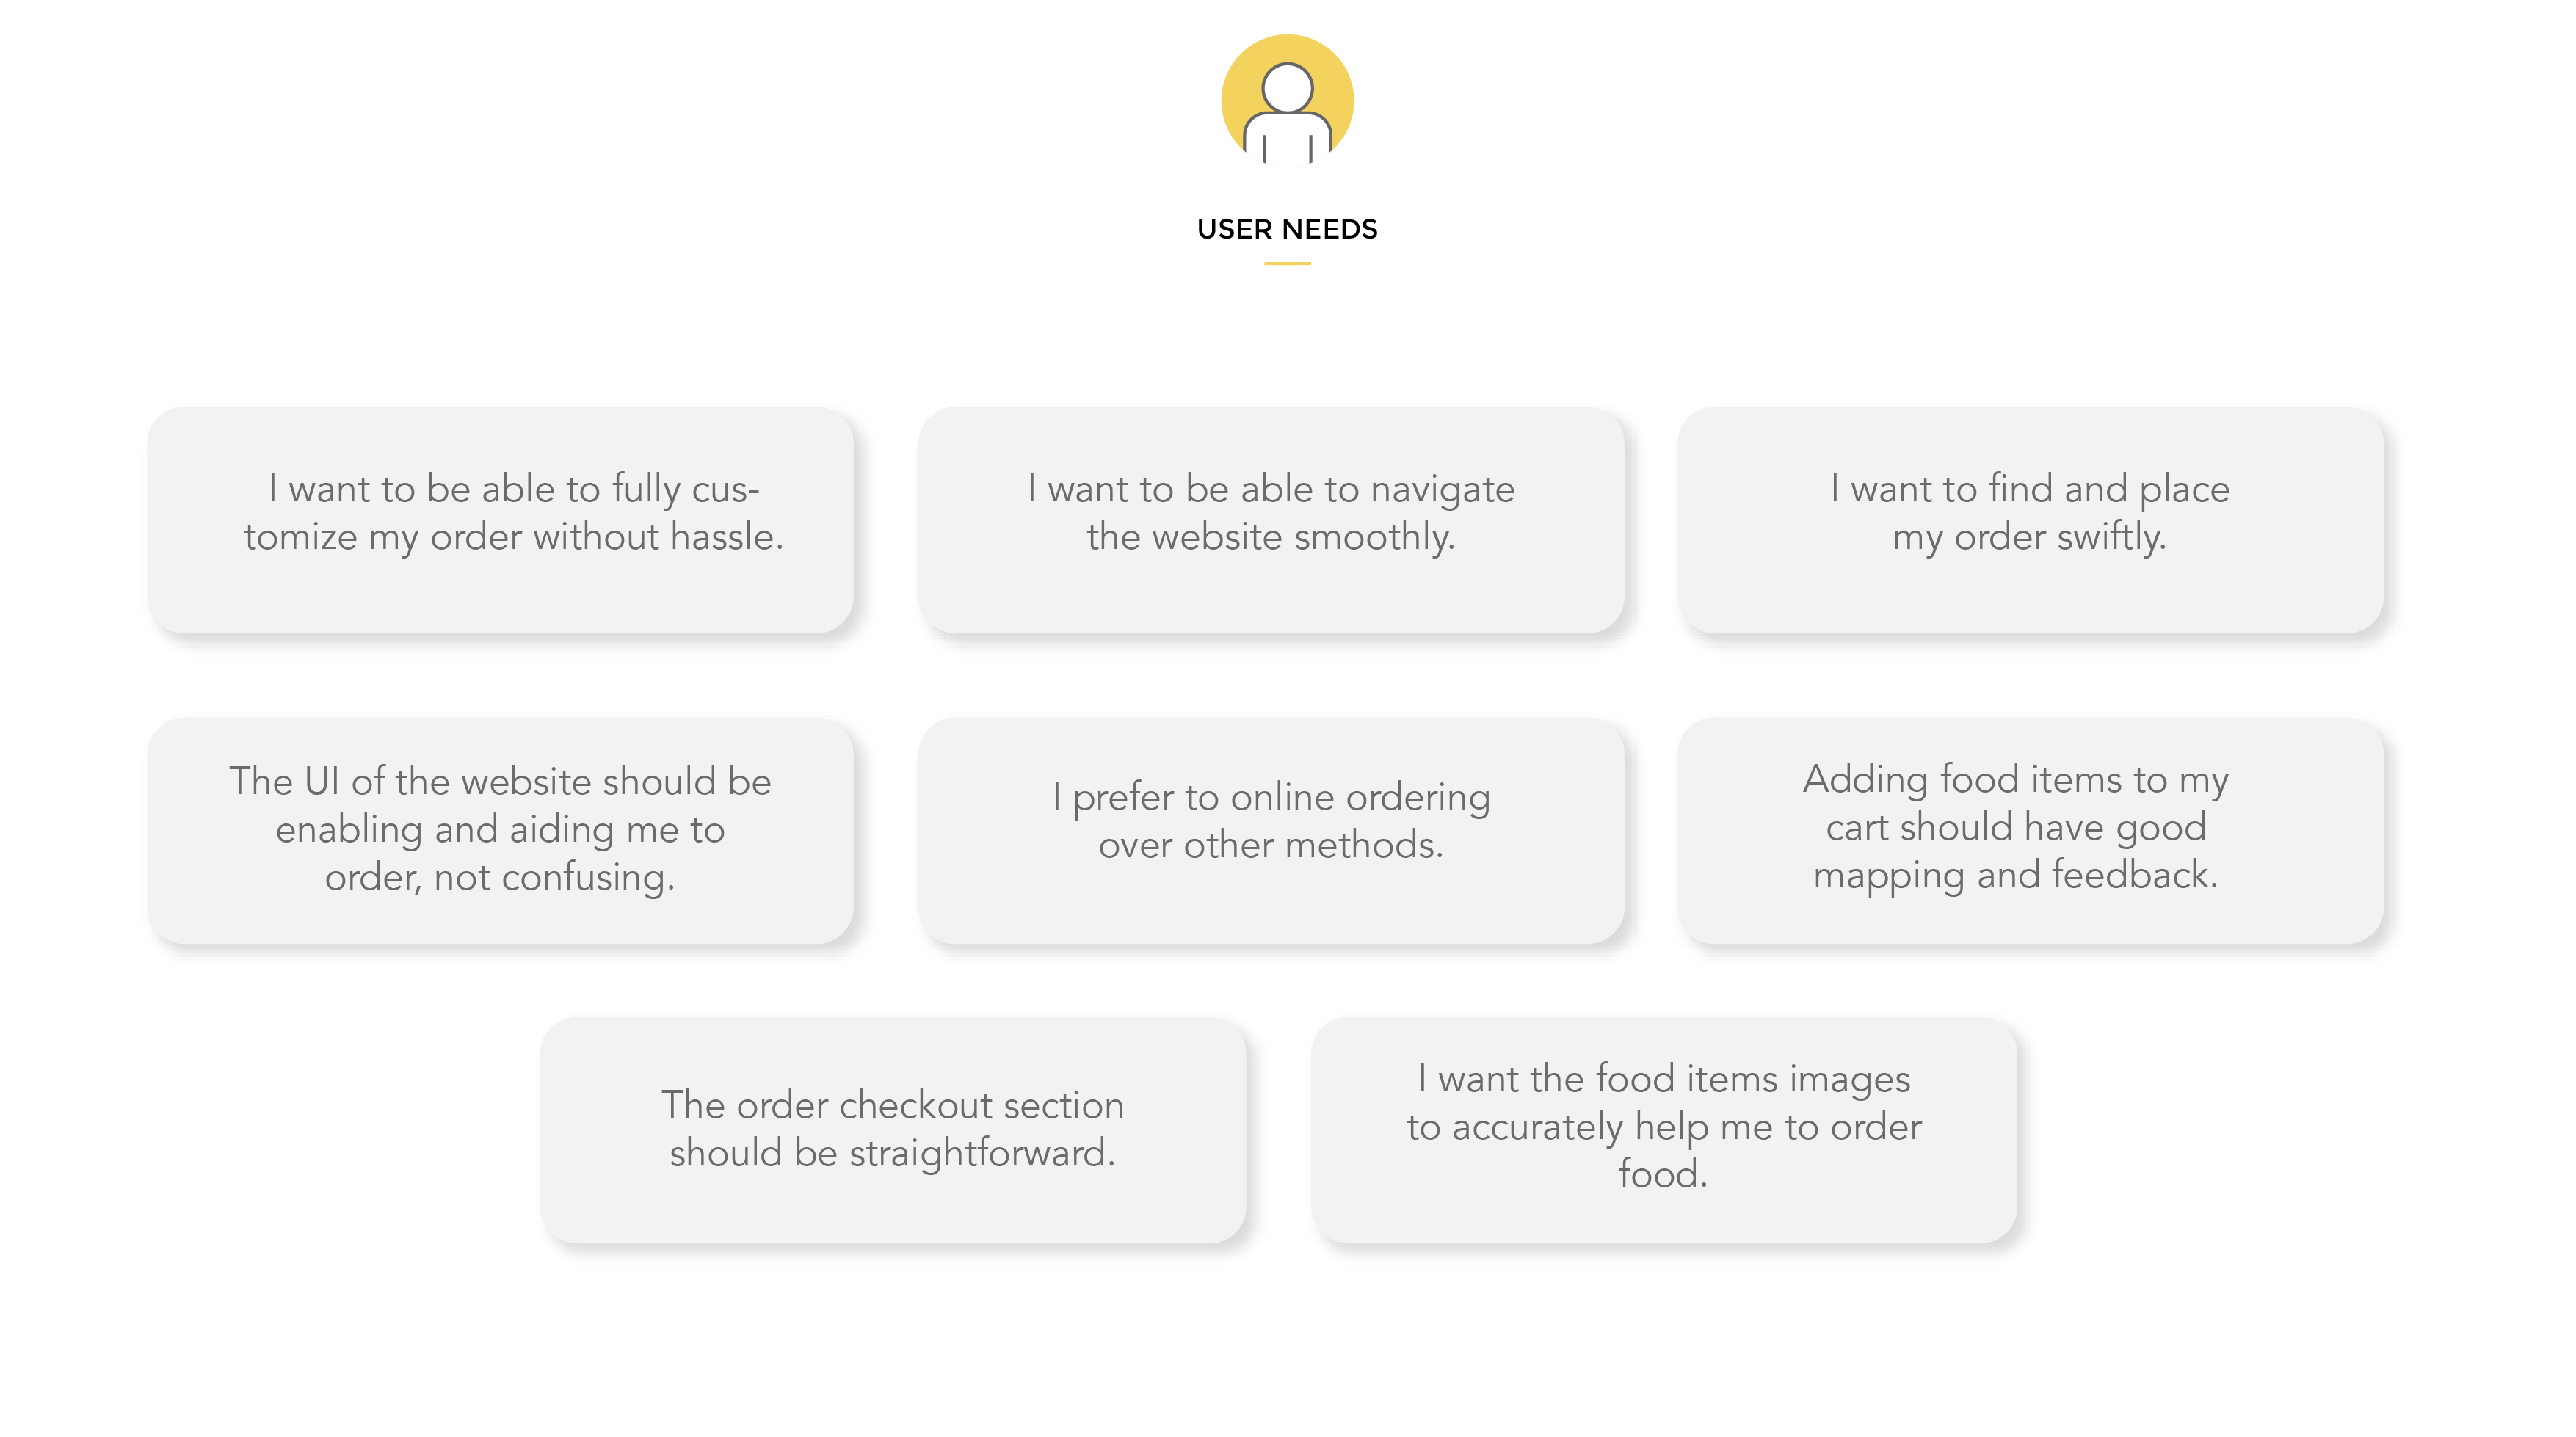 USER NEEDS
I want to be able to fully cus-
tomize my order without hassle.
I want to be able to navigate
the website smoothly.
I want to find and place
my order swiftly.
The UI of the website should be
enabling and aiding me to
order, not confusing.
I prefer to online ordering
over other methods.
Adding food items to my
cart should have good
mapping and feedback.
The order checkout section
should be straightforward.
I want the food items images
to accurately help me to order
food.